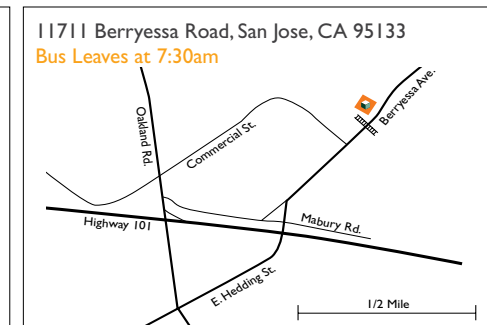 11711 Berryessa Road, San Jose, CA 95133
Bus Leaves at 7:30am
Berryessa Ave.
Oakland Rd.
Commercial St.
Highway 101
Mabury Rd.
E. Hedding St.
1/2 Mile